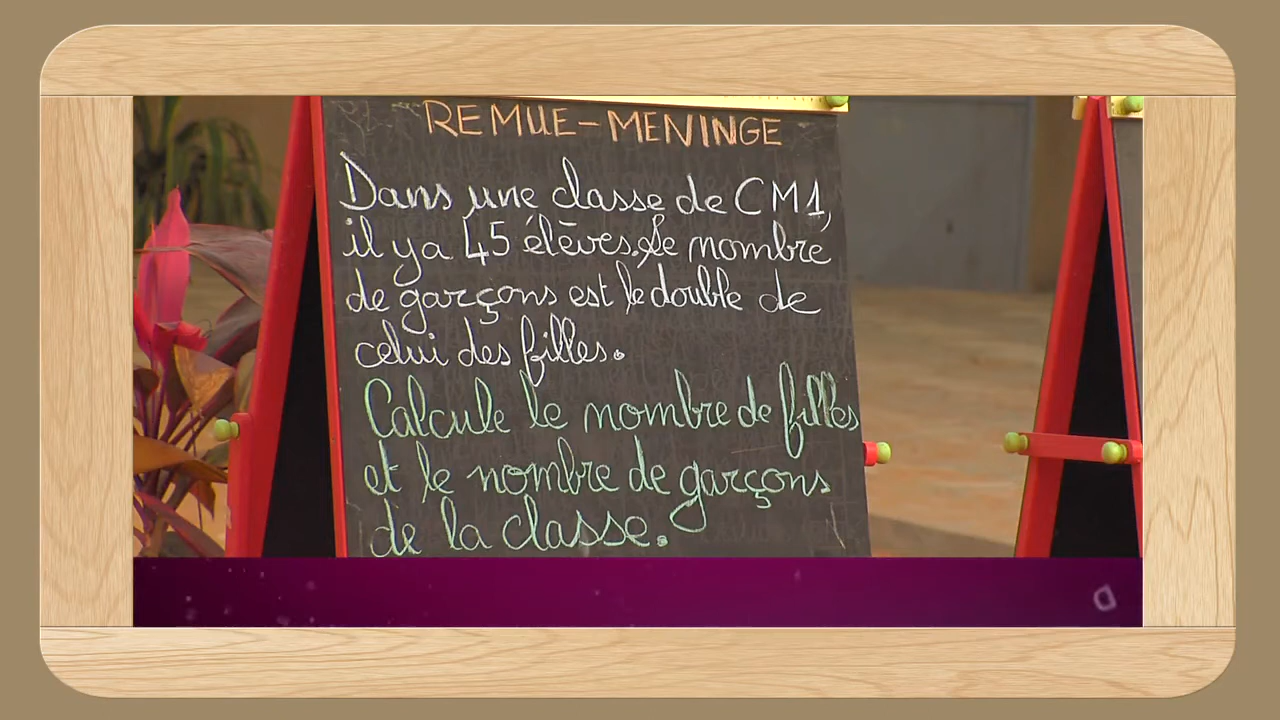 REMUE-MENINGE
Dans une classe de CM1,
il y a 45 élèves. Le nombre
de garçons est le double de
celui des filles.
Calcule le nombre de filles
et le nombre de garçons
de la classe.